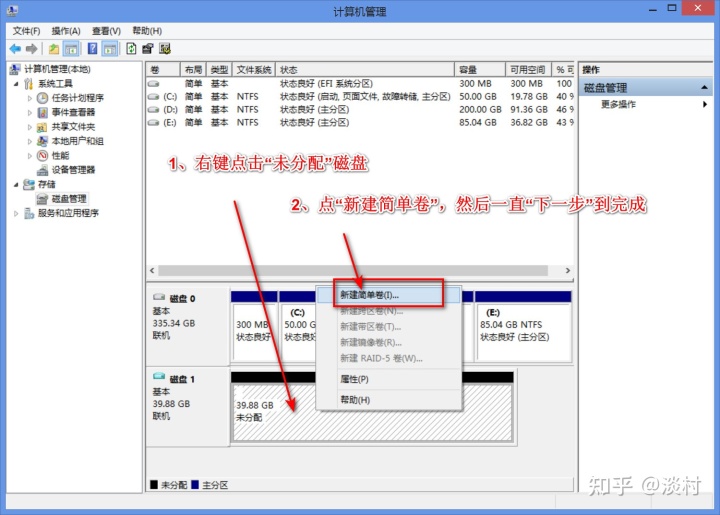 计算机管理
文件(F) 操作(A) 查看(V) 帮助(H)
计算机管理(本地)
系统工具
任务计划程序
事件查看器
共享文件夹
本地用户和组
性能
设备管理器
存储
磁盘管理
服务和应用程序
卷 布局 类型 文件系统 状态 容量 可用空间 % 可
简单 基本 状态良好 (EFI 系统分区) 300 MB 300 MB 100
(C:) 简单 基本 NTFS 状态良好 (启动, 页面文件, 故障转储, 主分区) 50.00 GB 19.78 GB 40 %
(D:) 简单 基本 NTFS 状态良好 (主分区) 200.00 GB 91.36 GB 46 %
(E:) 简单 基本 NTFS 状态良好 (主分区) 85.04 GB 36.82 GB 43 %
操作
磁盘管理
更多操作
1、右键点击“未分配”磁盘
2、点“新建简单卷”，然后一直“下一步”到完成
磁盘 0
基本
335.34 GB
联机
300 MB
状态良好
(C:)
50.00 G
状态良好
(E:)
85.04 GB NTFS
状态良好 (主分区)
新建简单卷(I)...
新建跨区卷(N)...
新建带区卷(T)...
新建镜像卷(R)...
新建 RAID-5 卷(W)...
属性(P)
帮助(H)
磁盘 1
基本
39.88 GB
联机
39.88 GB
未分配
未分配 主分区
知乎 @淡村